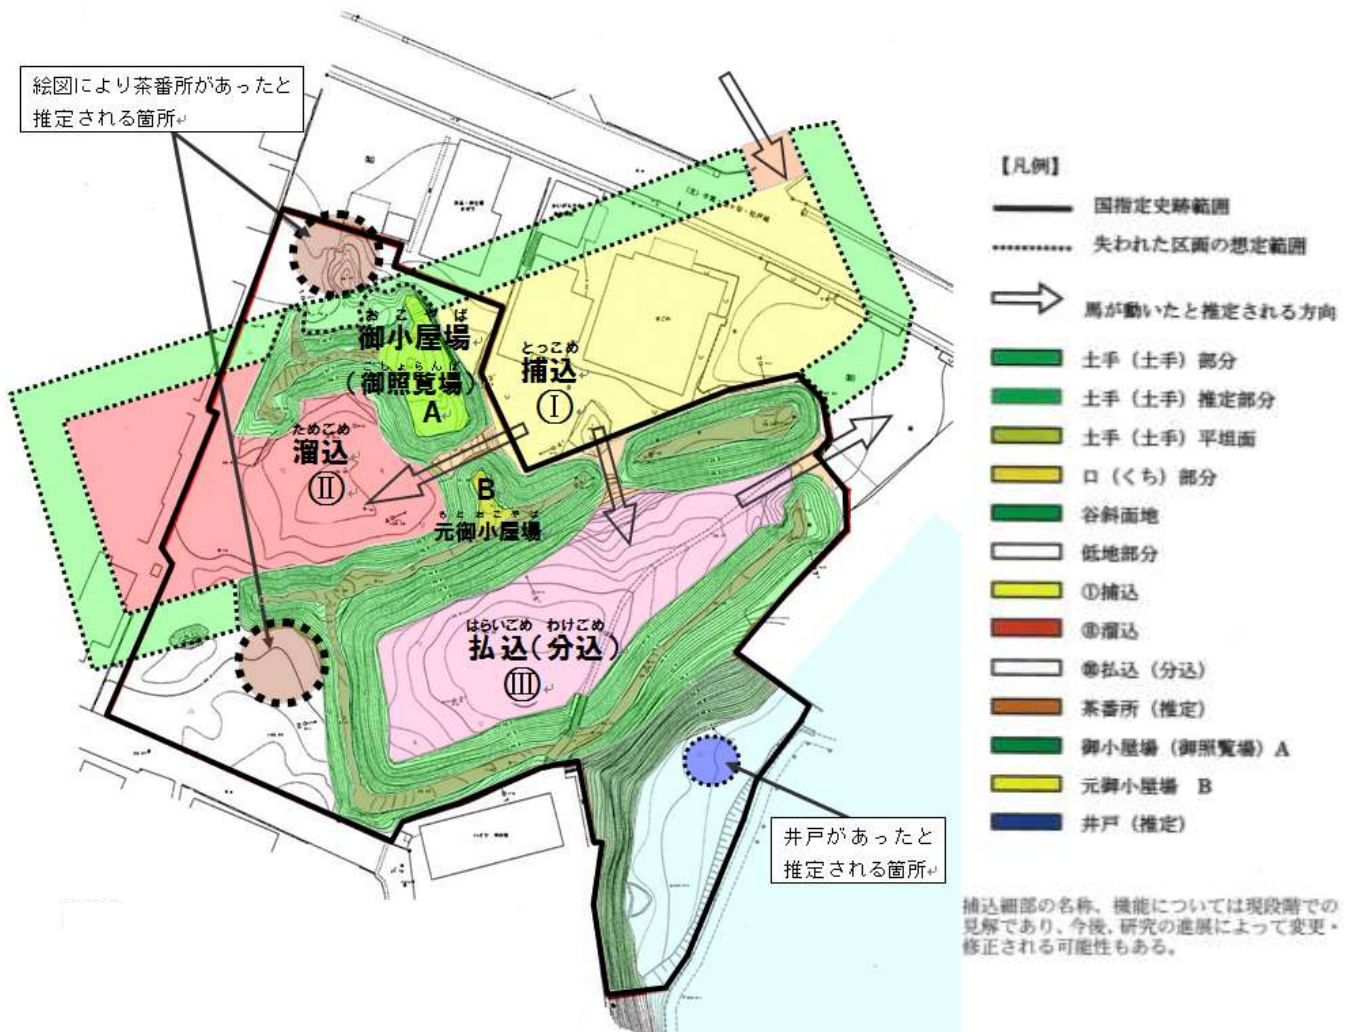 絵図により茶番所があったと
推定される箇所
おこやば
御小屋場
ごしょらんば
（御照覧場）
A
とっこめ
捕込
Ⅰ
ためごめ
溜込
Ⅱ
B
もとおこやば
元御小屋場
はらいごめ わけごめ
払込（分込）
Ⅲ
井戸があったと
推定される箇所
【凡例】
国指定史跡範囲
失われた区画の想定範囲
馬が動いたと推定される方向
土手（土手）部分
土手（土手）推定部分
土手（土手）平坦面
口（くち）部分
谷斜面地
低地部分
①捕込
⑪溜込
払込（分込）
茶番所（推定）
御小屋場（御照覧場）A
元御小屋場 B
井戸（推定）
捕込細部の名称、機能については現段階での
見解であり、今後、研究の進展によって変更・
修正される可能性もある。